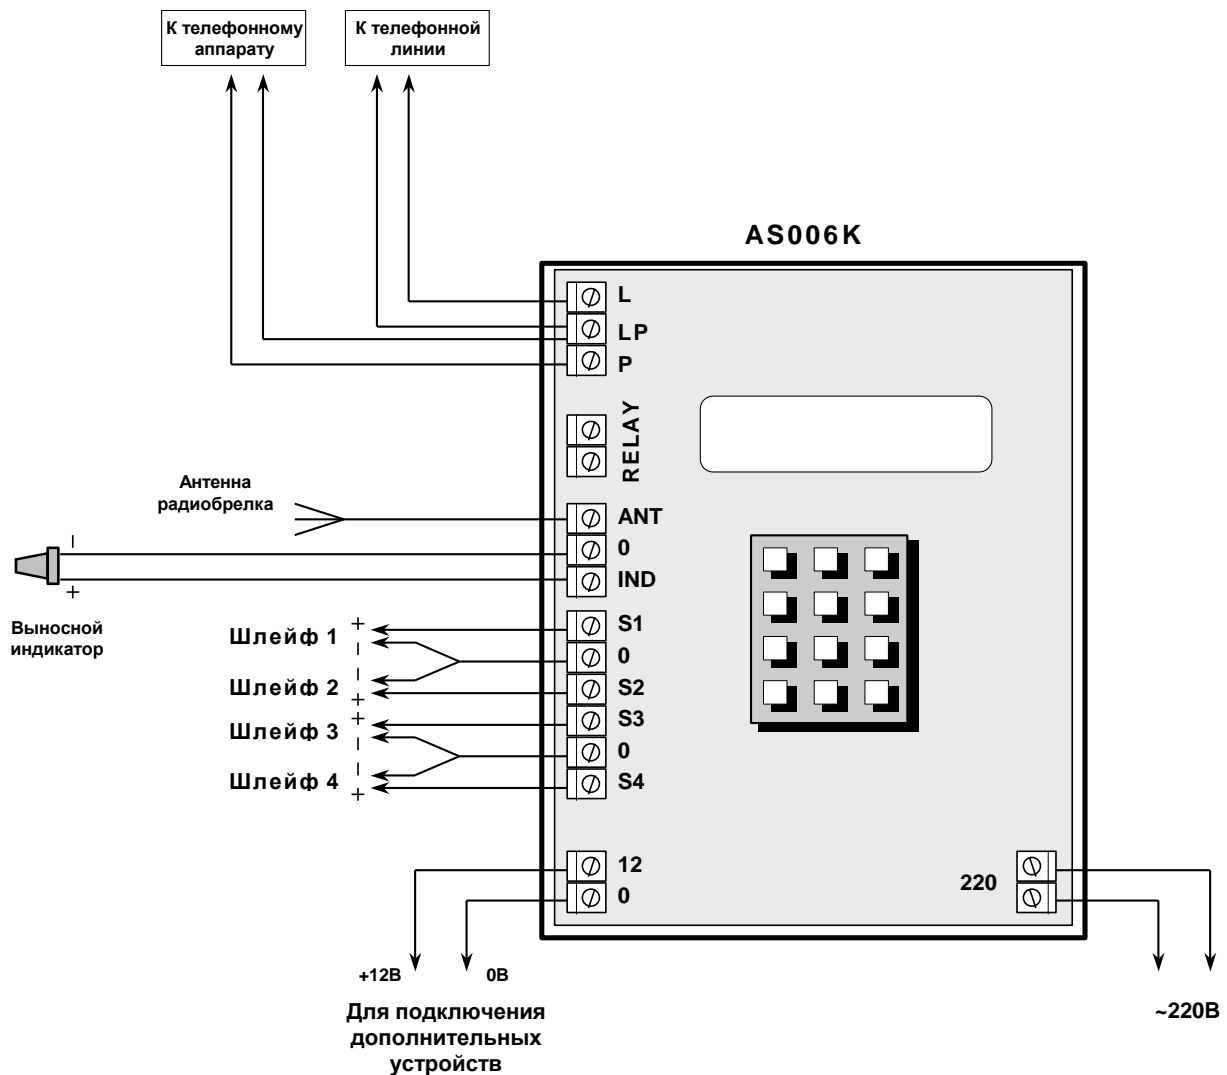 К телефонному
аппарату
К телефонной
линии
AS006K
L
LP
P
RELAY
Антенна
радиобрелка
ANT
0
IND
–
+
Выносной
индикатор
Шлейф 1
+
–
S1
0
Шлейф 2
–
+
S2
Шлейф 3
+
–
S3
0
Шлейф 4
–
+
S4
12
0
220
+12В
0В
Для подключения
дополнительных
устройств
~220В